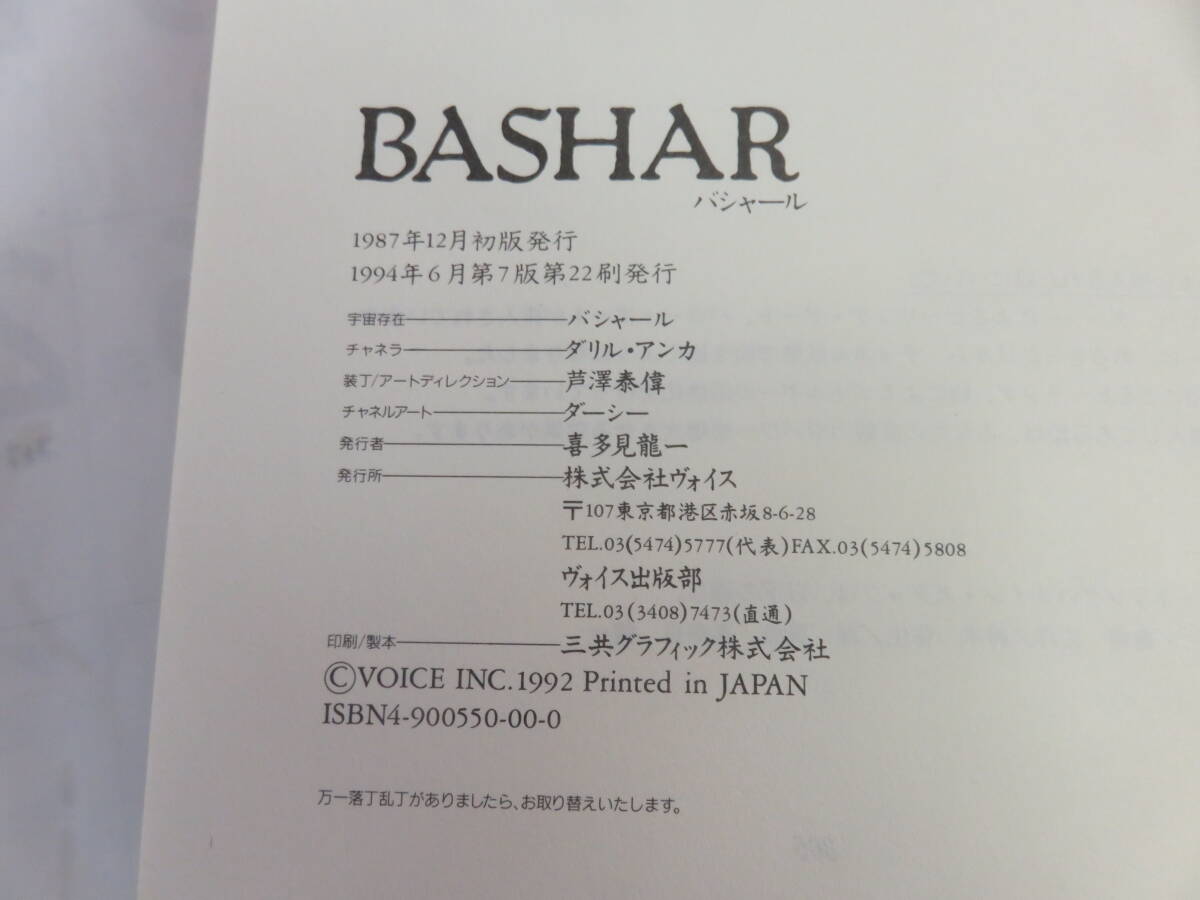 BASHAR
バシャール
1987年12月初版発行
1994年6月第7版第22刷発行
宇宙存在―バシャール
チャネラ―ダリル・アンカ
装丁/アートディレクション―芦澤泰偉
チャネルアート―ダーシー
発行者―喜多見龍一
発行所―株式会社ヴォイス
〒107東京都港区赤坂8-6-28
TEL.03(5474)5777(代表)FAX.03(5474)5808
ヴォイス出版部
TEL.03(3408)7473(直通)
印刷/製本―三共グラフィック株式会社
©VOICE INC.1992 Printed in JAPAN
ISBN4-900550-00-0
万一落丁乱丁がありましたら、お取り替えいたします。